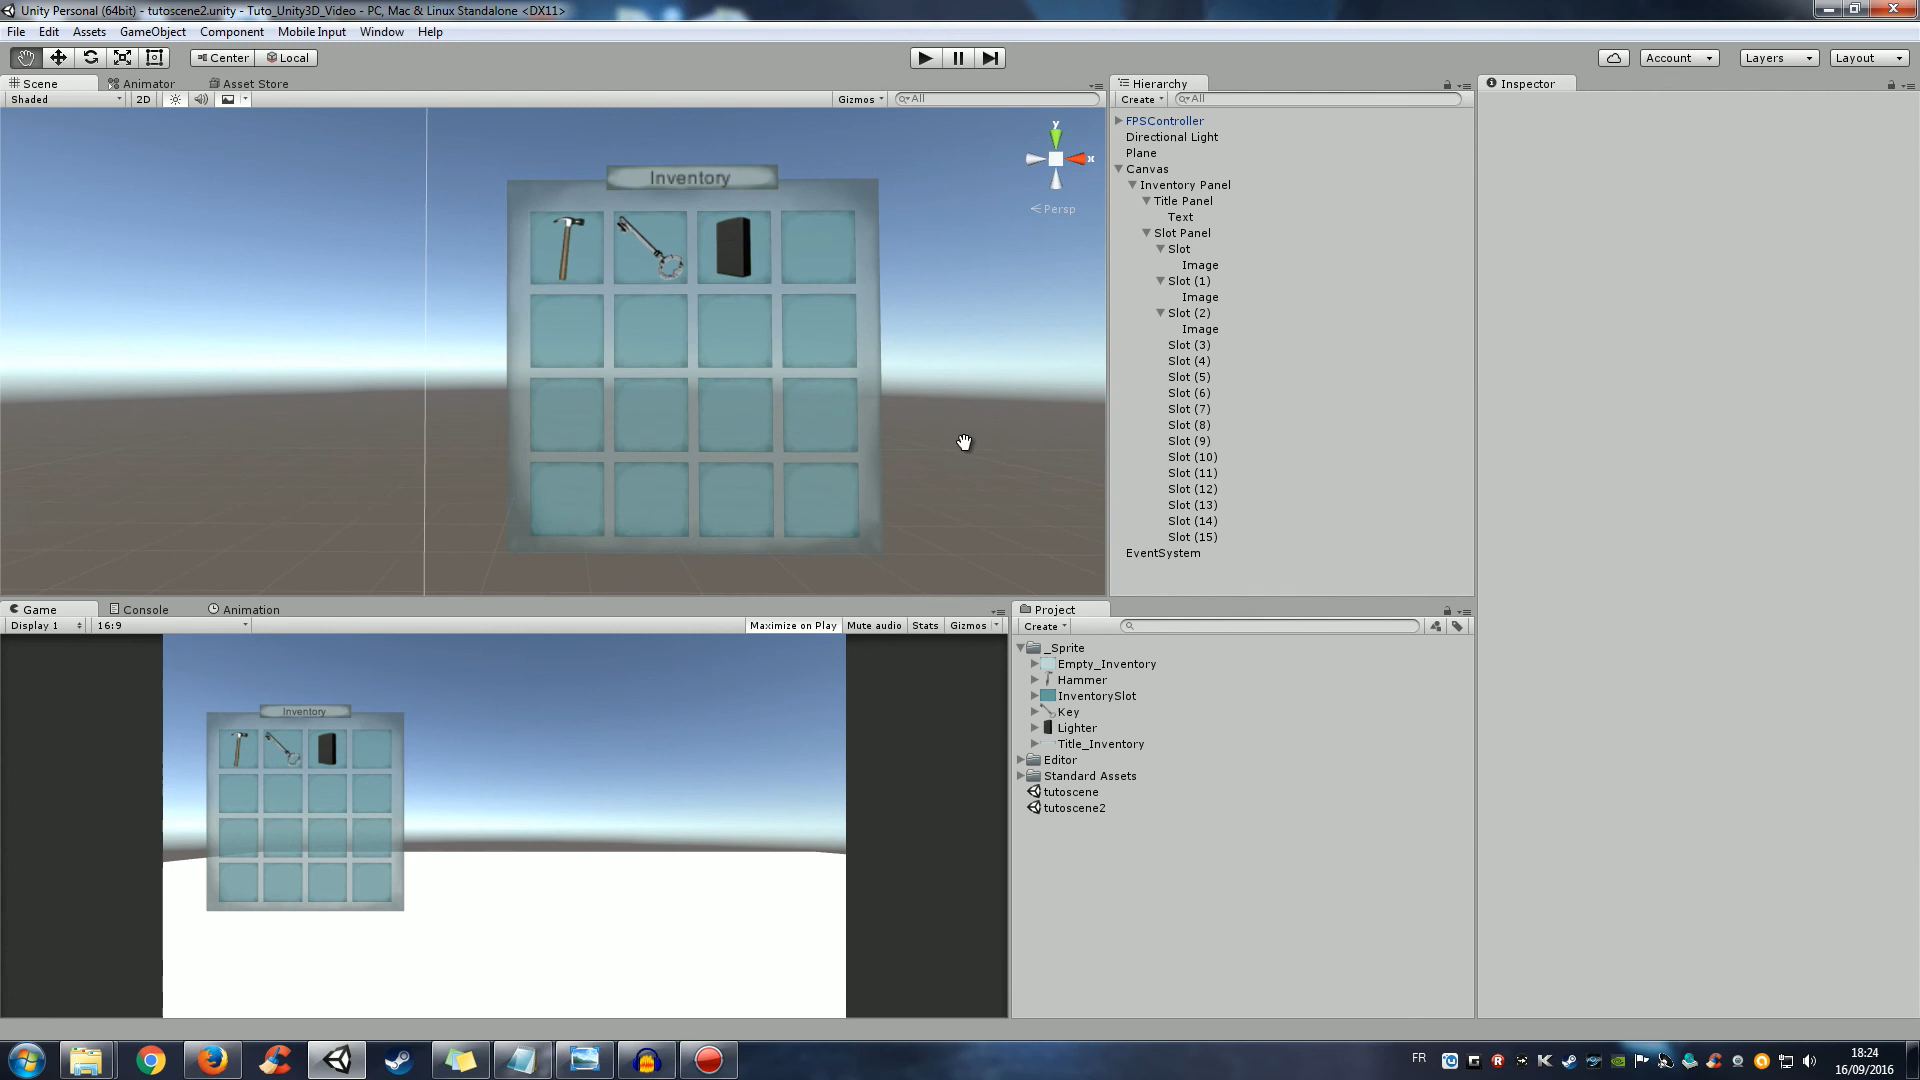 Unity Personal (64bit) - tutoscene2.unity - Tuto_Unity3D_Video - PC, Mac & Linux Standalone <DX11>
File Edit Assets GameObject Component Mobile Input Window Help
Center Local Account Layers Layout
Scene Animator Asset Store
Shaded 2D Gizmos All
y
x
Persp
Inventory
Hierarchy
Create All
FPSController
Directional Light
Plane
Canvas
Inventory Panel
Title Panel
Text
Slot Panel
Slot
Image
Slot (1)
Image
Slot (2)
Image
Slot (3)
Slot (4)
Slot (5)
Slot (6)
Slot (7)
Slot (8)
Slot (9)
Slot (10)
Slot (11)
Slot (12)
Slot (13)
Slot (14)
Slot (15)
EventSystem
Inspector
Game Console Animation
Display 1 16:9 Maximize on Play Mute audio Stats Gizmos
Inventory
Project
Create
_Sprite
Empty_Inventory
Hammer
InventorySlot
Key
Lighter
Title_Inventory
Editor
Standard Assets
tutoscene
tutoscene2
FR
18:24
16/09/2016